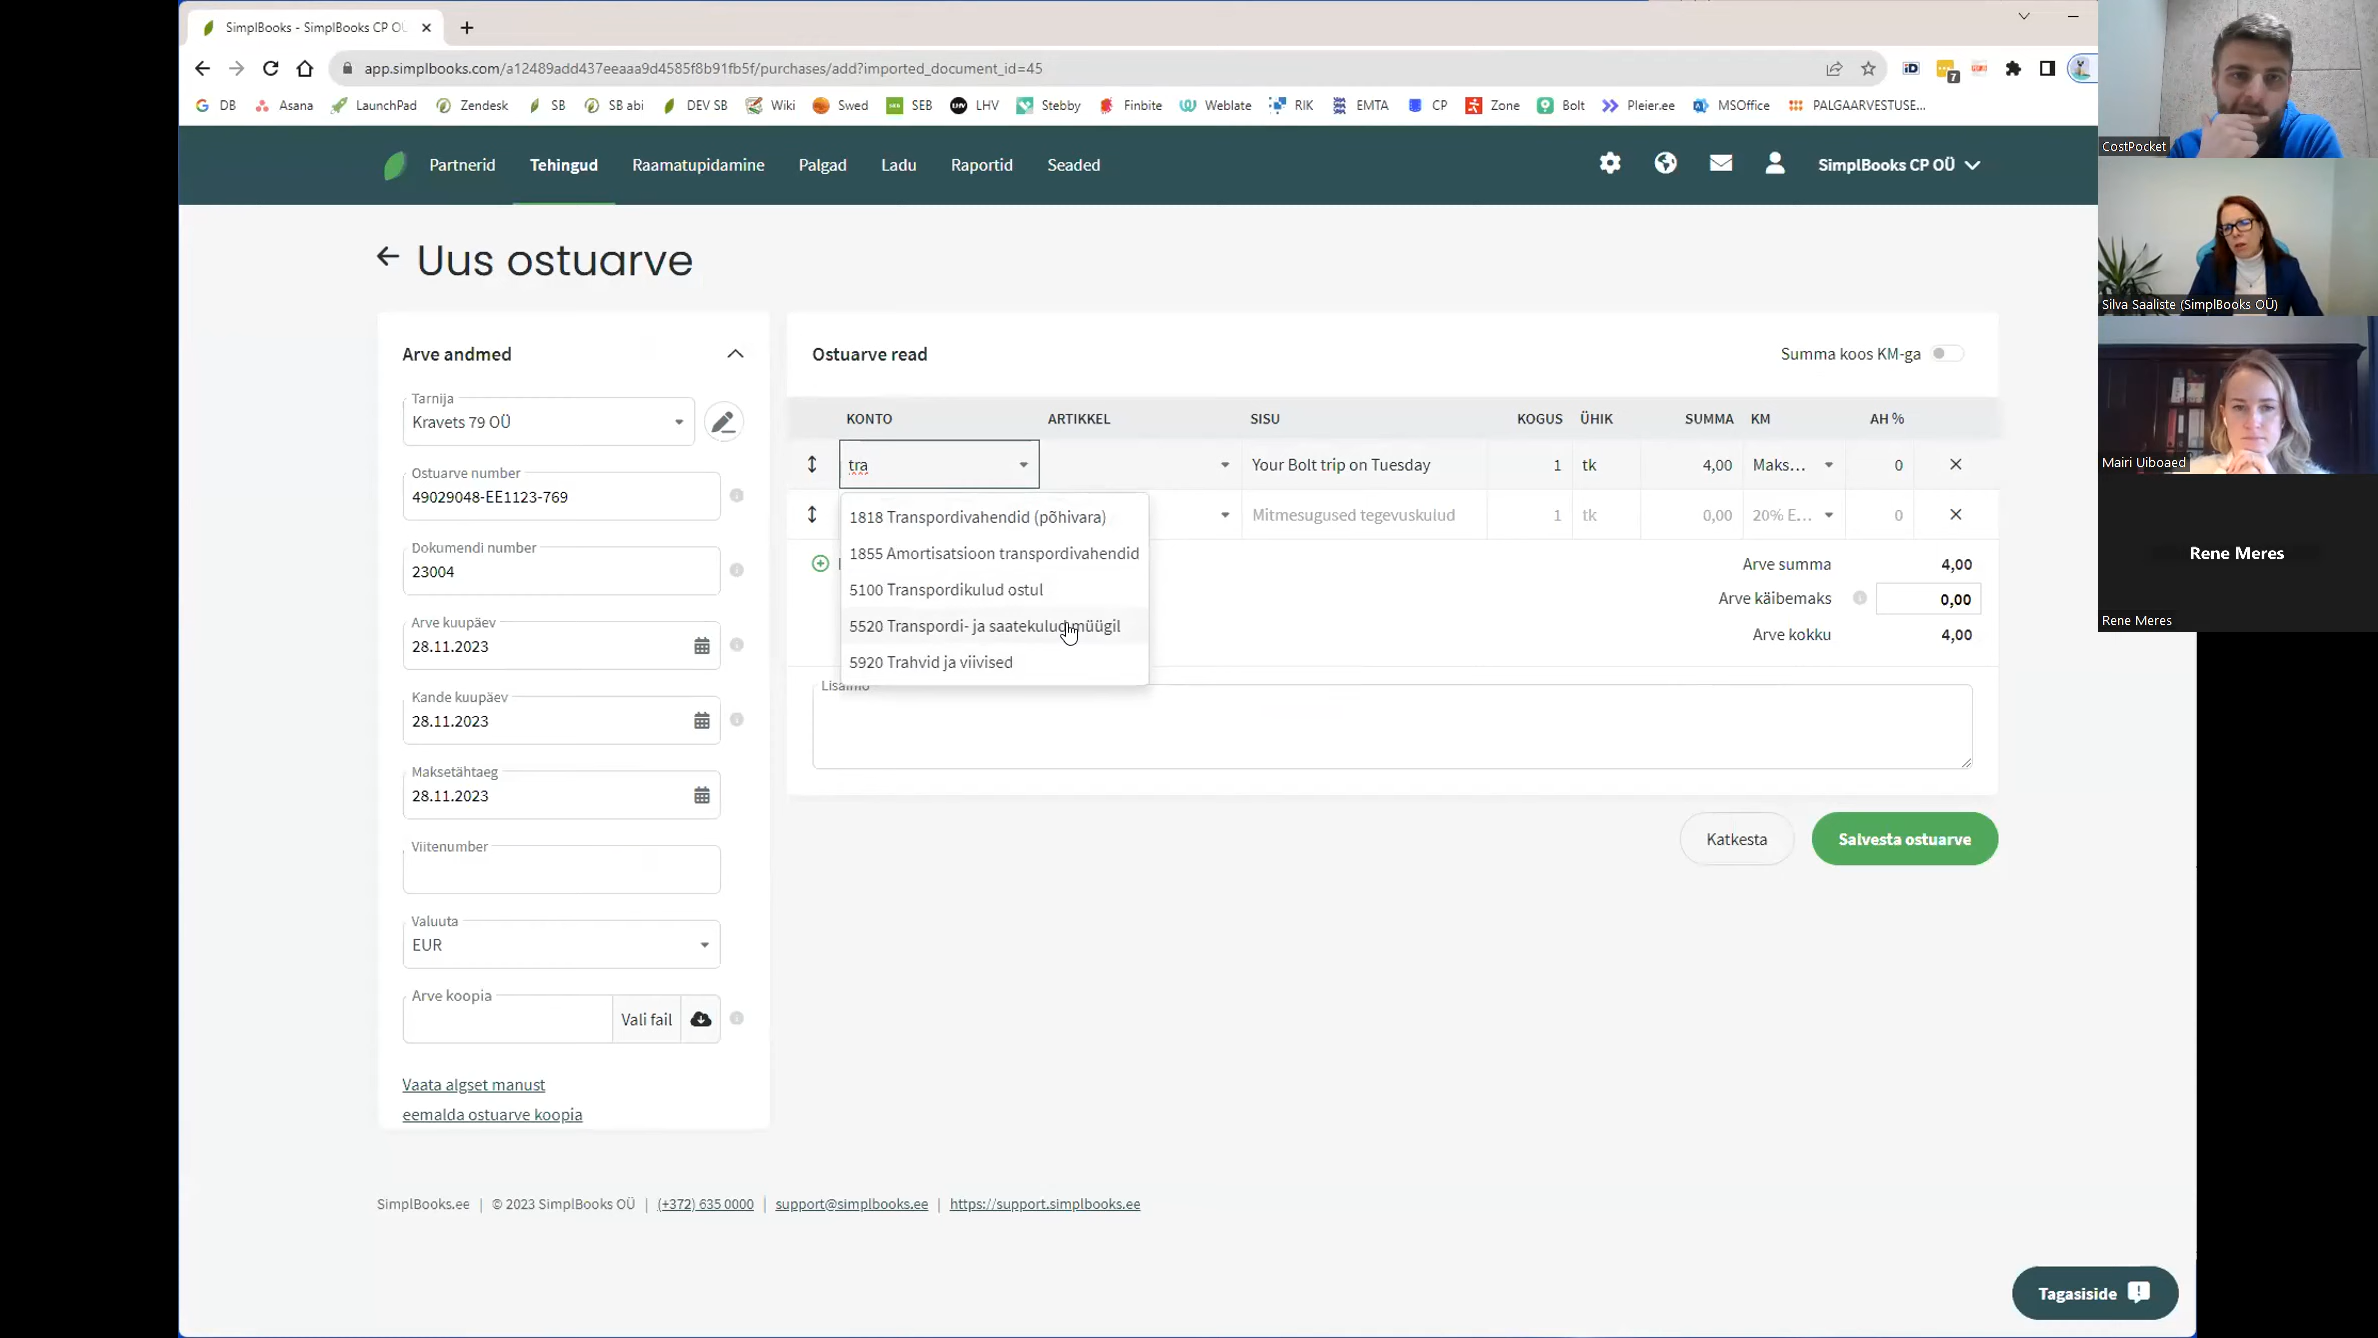 SimplBooks - SimplBooks CP OÜ
app.simplbooks.com/a12489add437eeaaa9d4585f8b91fb5f/purchases/add?imported_document_id=45
7
DB Asana LaunchPad Zendesk SB SB abi DEV SB Wiki Swed SEB LHV Stebby Finbite Weblate RIK EMTA CP Zone Bolt Pleier.ee MSOffice PALGAARVESTUSE...
Partnerid Tehingud Raamatupidamine Palgad Ladu Raportid Seaded SimplBooks CP OÜ
Uus ostuarve
Arve andmed
Tarnija
Kravets 79 OÜ
Ostuarve number
49029048-EE1123-769
Dokumendi number
23004
Arve kuupäev
28.11.2023
Kande kuupäev
28.11.2023
Maksetähtaeg
28.11.2023
Viitenumber
Valuuta
EUR
Arve koopia
Vali fail
Vaata algset manust
eemalda ostuarve koopia
Ostuarve read
Summa koos KM-ga
KONTO ARTIKKEL SISU KOGUS ÜHIK SUMMA KM AH %
tra Your Bolt trip on Tuesday 1 tk 4,00 Maks... 0
Mitmesugused tegevuskulud 1 tk 0,00 20% E... 0
1818 Transpordivahendid (põhivara)
1855 Amortisatsioon transpordivahendid
5100 Transpordikulud ostul
5520 Transpordi- ja saatekulud müügil
5920 Trahvid ja viivised
Arve summa 4,00
Arve käibemaks 0,00
Arve kokku 4,00
Lisainfo
Katkesta
Salvesta ostuarve
SimplBooks.ee | © 2023 SimplBooks OÜ | (+372) 635 0000 | support@simplbooks.ee | https://support.simplbooks.ee
Tagasiside
CostPocket
Silva Saaliste (SimplBooks OÜ)
Mairi Uiboaed
Rene Meres
Rene Meres